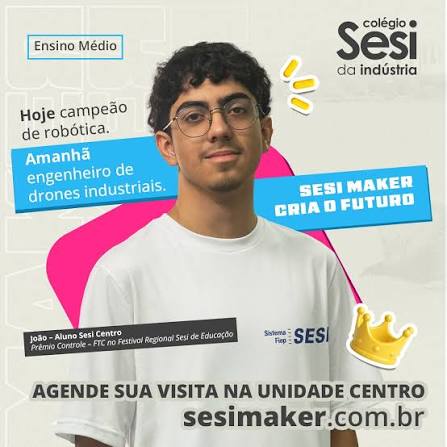 Ensino Médio
colégio
Sesi
da indústria
Hoje campeão
de robótica.
Amanhã
engenheiro de
drones industriais.
SESI MAKER
CRIA O FUTURO
Sistema
Fiep
SESI
João – Aluno Sesi Centro
Prêmio Controle – FTC no Festival Regional Sesi de Educação
AGENDE SUA VISITA NA UNIDADE CENTRO
sesimaker.com.br